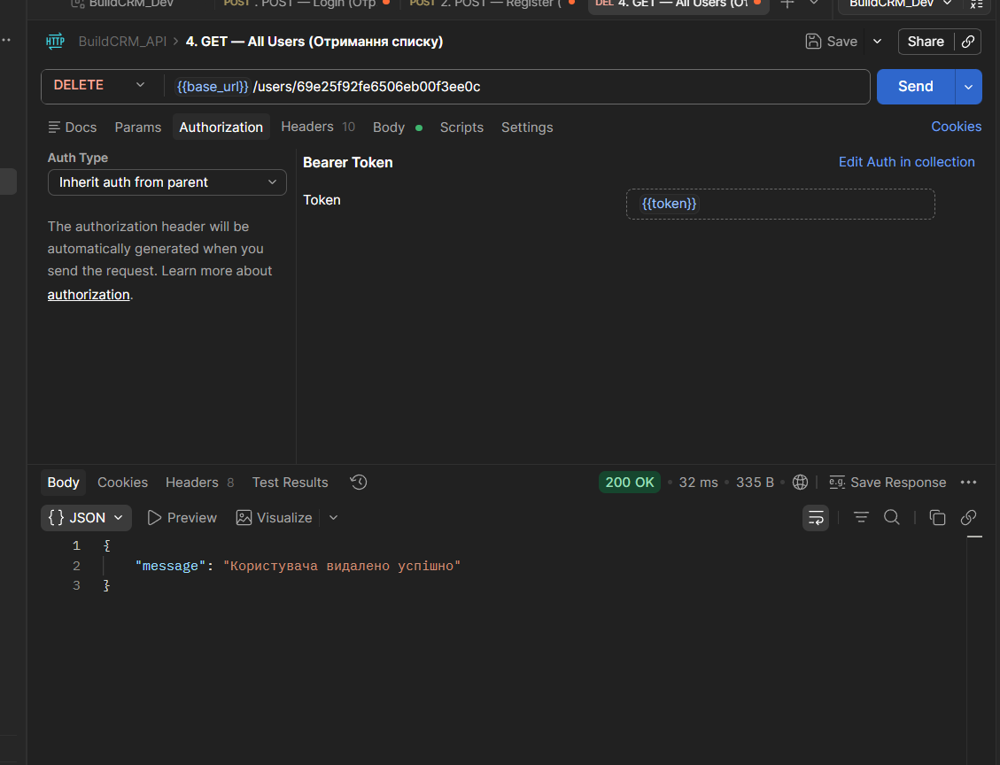 BuildCRM_Dev POST . POST — Login (Отр POST 2. POST — Register ( DEL 4. GET — All Users (От BuildCRM_Dev
HTTP BuildCRM_API > 4. GET — All Users (Отримання списку) Save Share
DELETE {{base_url}} /users/69e25f92fe6506eb00f3ee0c Send
Docs Params Authorization Headers 10 Body Scripts Settings Cookies
Auth Type
Inherit auth from parent
The authorization header will be
automatically generated when you
send the request. Learn more about
authorization.
Bearer Token Edit Auth in collection
Token {{token}}
Body Cookies Headers 8 Test Results 200 OK • 32 ms • 335 B • e.g. Save Response
{} JSON Preview Visualize
1 {
2 "message": "Користувача видалено успішно"
3 }